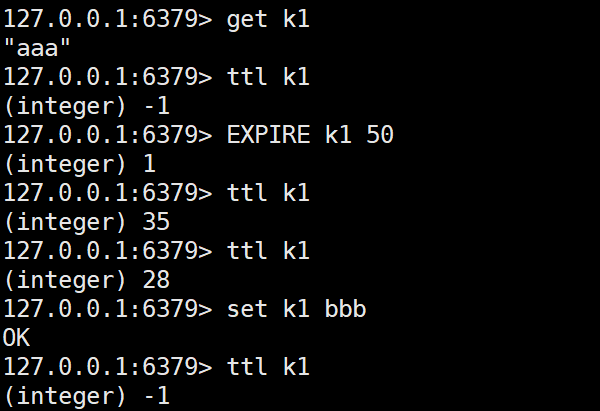 127.0.0.1:6379> get k1
"aaa"
127.0.0.1:6379> ttl k1
(integer) -1
127.0.0.1:6379> EXPIRE k1 50
(integer) 1
127.0.0.1:6379> ttl k1
(integer) 35
127.0.0.1:6379> ttl k1
(integer) 28
127.0.0.1:6379> set k1 bbb
OK
127.0.0.1:6379> ttl k1
(integer) -1